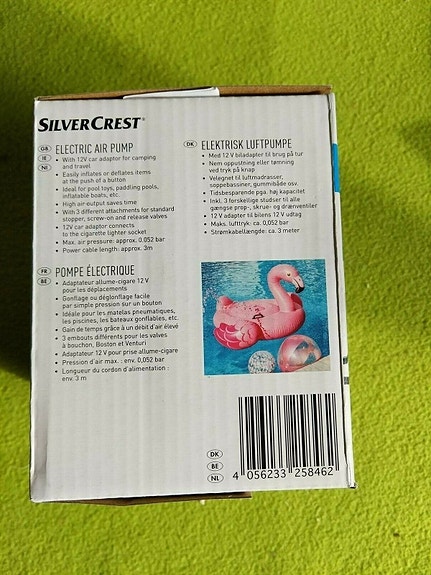 SILVERCREST®
GB
IE
NI
ELECTRIC AIR PUMP
• With 12V car adaptor for camping
and travel
• Easily inflates or deflates items
at the push of a button
• Ideal for pool toys, paddling pools,
inflatable boats, etc.
• High air-output saves time
• With 3 different attachments for standard
stopper, screw-on and release valves
• 12V car adaptor connects
to the cigarette lighter socket
• Max. air pressure: approx. 0,052 bar
• Power cable length: approx. 3m
FR
BE
POMPE ÉLECTRIQUE
• Adaptateur allume-cigare 12 V
pour les déplacements
• Gonflage ou dégonflage facile
par simple pression sur un bouton
• Idéale pour les matelas pneumatiques,
les piscines, les bateaux gonflables, etc.
• Gain de temps grâce à un débit d'air élevé
• 3 embouts différents pour les valves
à bouchon, Boston et Venturi
• Adaptateur 12 V pour prise allume-cigare
• Pression d'air max. : env. 0,052 bar
• Longueur du cordon d'alimentation :
env. 3 m
DK
ELEKTRISK LUFTPUMPE
• Med 12 V biladapter til brug på tur
• Nem oppustning eller tømning
ved tryk på knap
• Velegnet til luftmadrasser,
soppebassiner, gummibåde osv.
• Tidsbesparende pga. høj kapacitet
• Inkl. 3 forskellige studser til alle
gængse prop-, skrue- og drænventiler
• 12 V adapter til bilens 12 V udtag
• Maks. lufttryk: ca. 0,052 bar
• Strømkabellængde: ca. 3 meter
DK
BE
NL
4 056233 258462